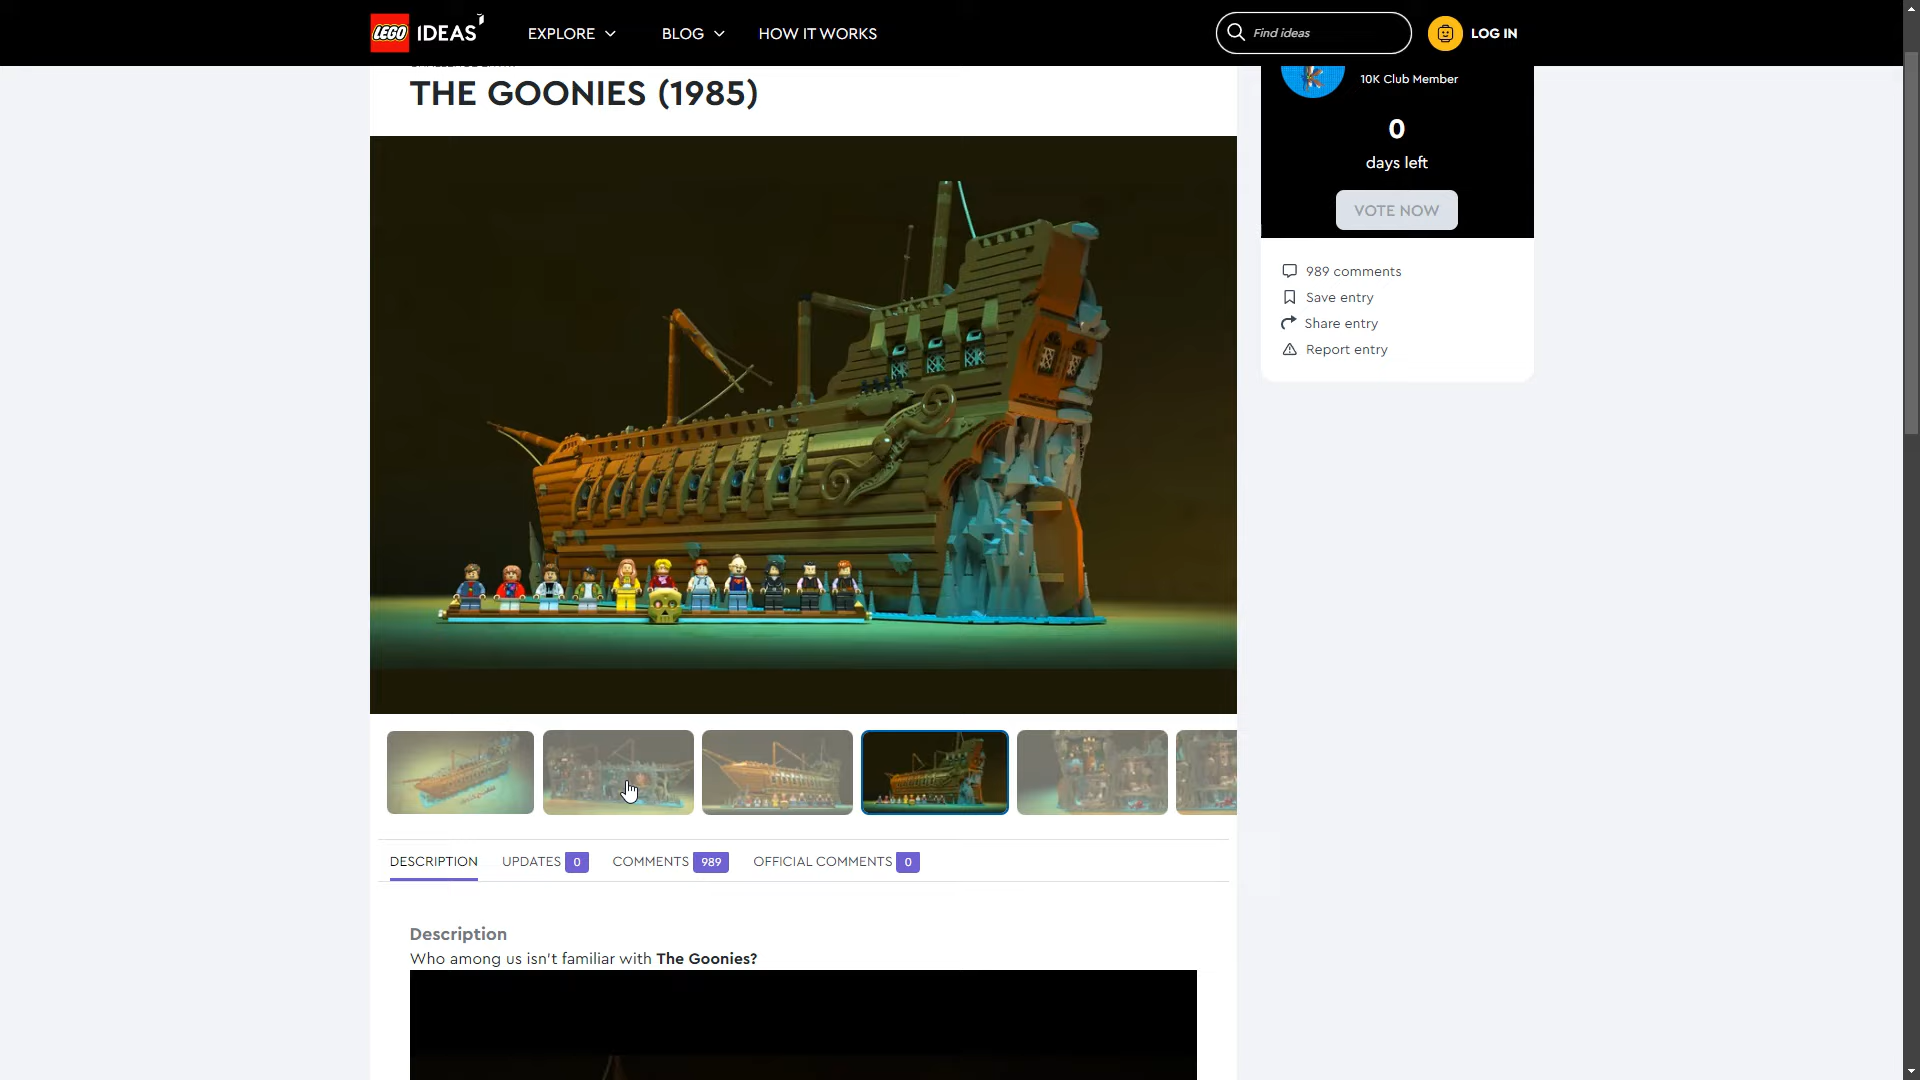 LEGO IDEAS
EXPLORE
BLOG
HOW IT WORKS
Find ideas
LOG IN
THE GOONIES (1985)
10K Club Member
0
days left
VOTE NOW
989 comments
Save entry
Share entry
Report entry
DESCRIPTION
UPDATES 0
COMMENTS 989
OFFICIAL COMMENTS 0
Description
Who among us isn't familiar with The Goonies?